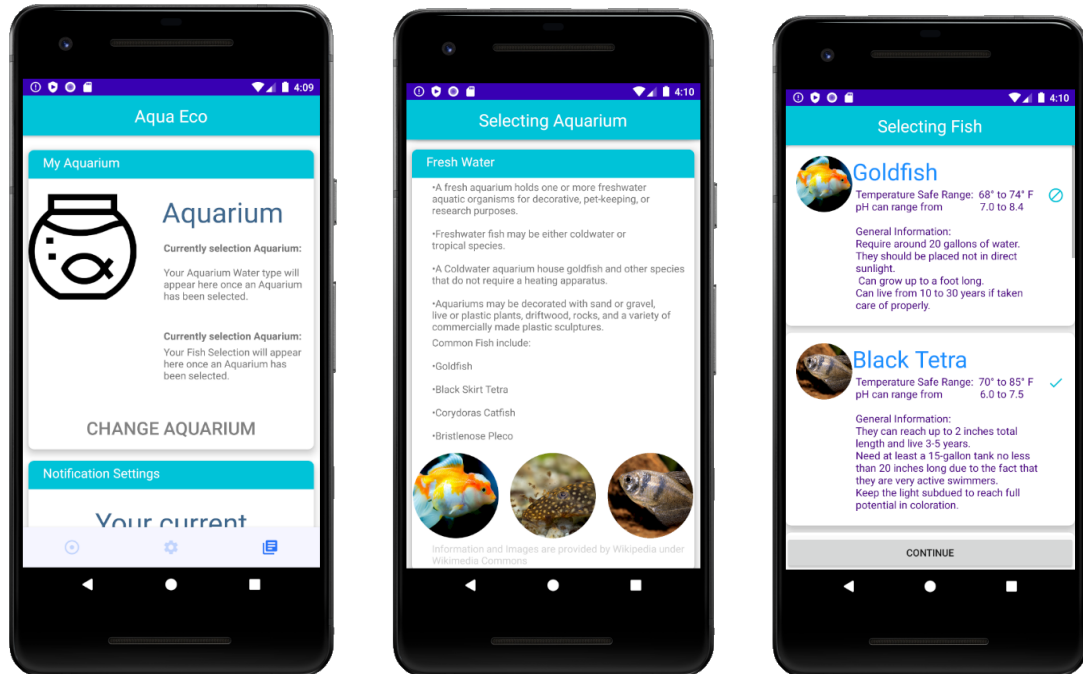 4:09
Aqua Eco
My Aquarium
Aquarium
Currently selection Aquarium:
Your Aquarium Water type will
appear here once an Aquarium
has been selected.
Currently selection Aquarium:
Your Fish Selection will appear
here once an Aquarium has
been selected.
CHANGE AQUARIUM
Notification Settings
Your current
4:10
Selecting Aquarium
Fresh Water
•A fresh aquarium holds one or more freshwater
aquatic organisms for decorative, pet-keeping, or
research purposes.
•Freshwater fish may be either coldwater or
tropical species.
•A Coldwater aquarium house goldfish and other species
that do not require a heating apparatus.
•Aquariums may be decorated with sand or gravel,
live or plastic plants, driftwood, rocks, and a variety of
commercially made plastic sculptures.
Common Fish include:
•Goldfish
•Black Skirt Tetra
•Corydoras Catfish
•Bristlenose Pleco
Information and Images are provided by Wikipedia under
Wikimedia Commons
4:10
Selecting Fish
Goldfish
Temperature Safe Range: 68° to 74° F
pH can range from 7.0 to 8.4
General Information:
Require around 20 gallons of water.
They should be placed not in direct
sunlight.
Can grow up to a foot long.
Can live from 10 to 30 years if taken
care of properly.
Black Tetra
Temperature Safe Range: 70° to 85° F
pH can range from 6.0 to 7.5
General Information:
They can reach up to 2 inches total
length and live 3-5 years.
Need at least a 15-gallon tank no less
than 20 inches long due to the fact that
they are very active swimmers.
Keep the light subdued to reach full
potential in coloration.
CONTINUE